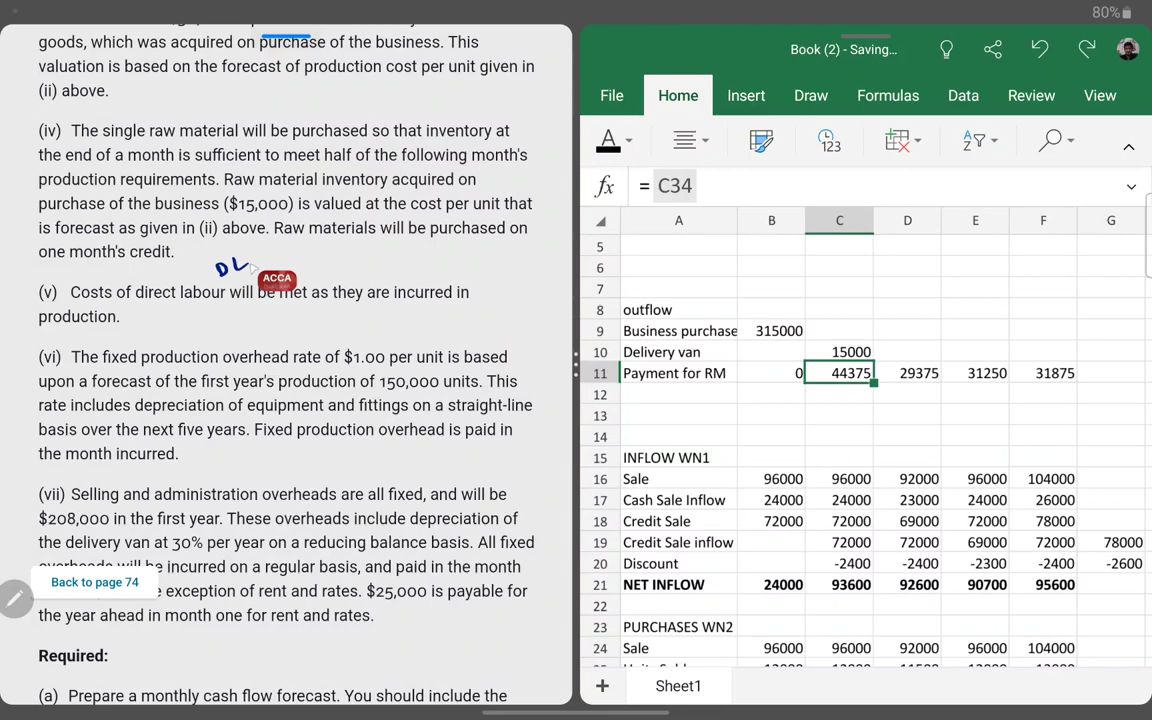 80%
goods, which was acquired on purchase of the business. This
valuation is based on the forecast of production cost per unit given in
(ii) above.
(iv) The single raw material will be purchased so that inventory at
the end of a month is sufficient to meet half of the following month's
production requirements. Raw material inventory acquired on
purchase of the business ($15,000) is valued at the cost per unit that
is forecast as given in (ii) above. Raw materials will be purchased on
one month's credit.
DL
ACCA
(v) Costs of direct labour will be met as they are incurred in
production.
(vi) The fixed production overhead rate of $1.00 per unit is based
upon a forecast of the first year's production of 150,000 units. This
rate includes depreciation of equipment and fittings on a straight-line
basis over the next five years. Fixed production overhead is paid in
the month incurred.
(vii) Selling and administration overheads are all fixed, and will be
$208,000 in the first year. These overheads include depreciation of
the delivery van at 30% per year on a reducing balance basis. All fixed
overheads will be incurred on a regular basis, and paid in the month
Back to page 74
exception of rent and rates. $25,000 is payable for
the year ahead in month one for rent and rates.
Required:
(a) Prepare a monthly cash flow forecast. You should include the
Book (2) - Saving...
File Home Insert Draw Formulas Data Review View
A 123 A Z
fx = C34
A B C D E F G
5
6
7
8 outflow
9 Business purchase 315000
10 Delivery van 15000
11 Payment for RM 0 44375 29375 31250 31875
12
13
14
15 INFLOW WN1
16 Sale 96000 96000 92000 96000 104000
17 Cash Sale Inflow 24000 24000 23000 24000 26000
18 Credit Sale 72000 72000 69000 72000 78000
19 Credit Sale inflow 72000 72000 69000 72000 78000
20 Discount -2400 -2400 -2300 -2400 -2600
21 NET INFLOW 24000 93600 92600 90700 95600
22
23 PURCHASES WN2
24 Sale 96000 96000 92000 96000 104000
+ Sheet1